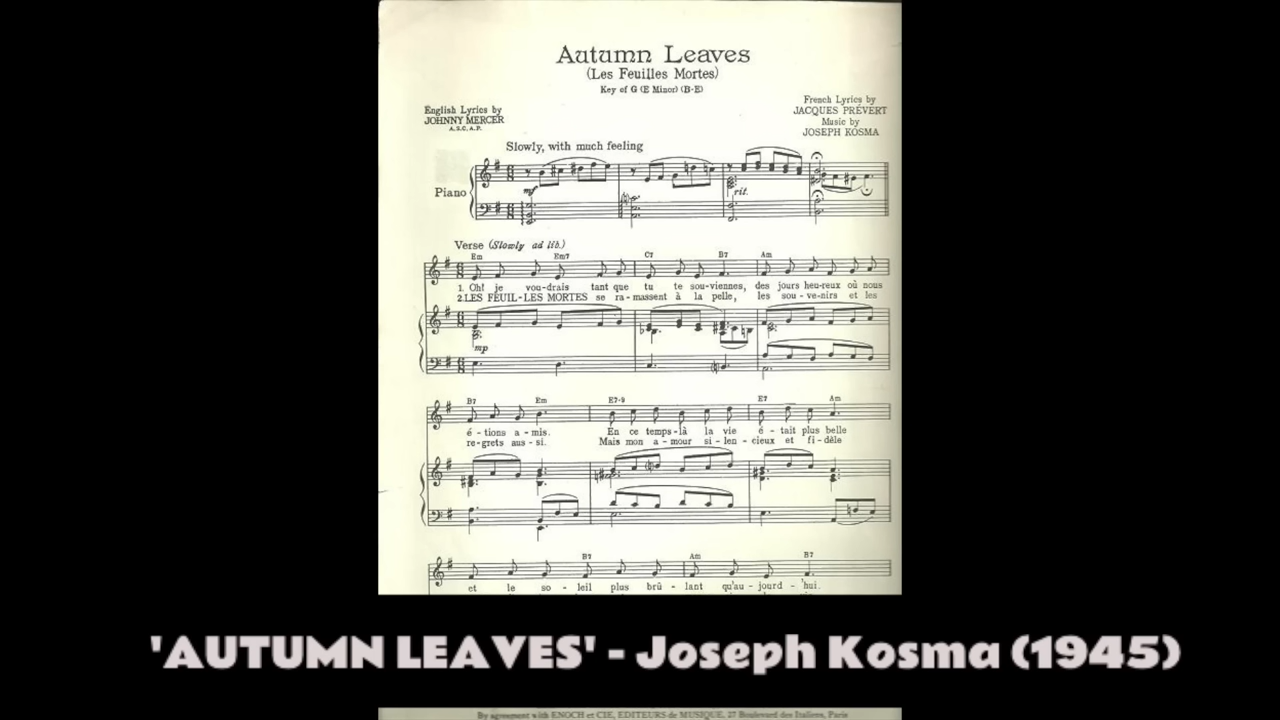 Autumn Leaves
(Les Feuilles Mortes)
Key of G (E Minor) (B-E)
English Lyrics by
JOHNNY MERCER
A.S.C.A.P.
French Lyrics by
JACQUES PRÉVERT
Music by
JOSEPH KOSMA
Slowly, with much feeling
Piano
mf
rit.
Verse (Slowly ad lib.)
Em Em7 C7 B7 Am
1. Oh! je vou-drais tant que tu te sou-viennes, des jours heu-reux où nous
2. LES FEUIL-LES MORTES se ra-massent à la pelle, les sou-ve-nirs et les
mp
B7 Em E7-9 E7 Am
é-tions a-mis. En ce temps-là la vie é-tait plus belle
re-grets aus-si. Mais mon a-mour si-len-cieux et fi-dèle
B7 Am B7
et le so-leil plus brû-lant qu'au-jourd-'hui.
'AUTUMN LEAVES' - Joseph Kosma (1945)
By agreement with ENOCH et CIE, EDITEURS de MUSIQUE, 27 Boulevard des Italiens, Paris